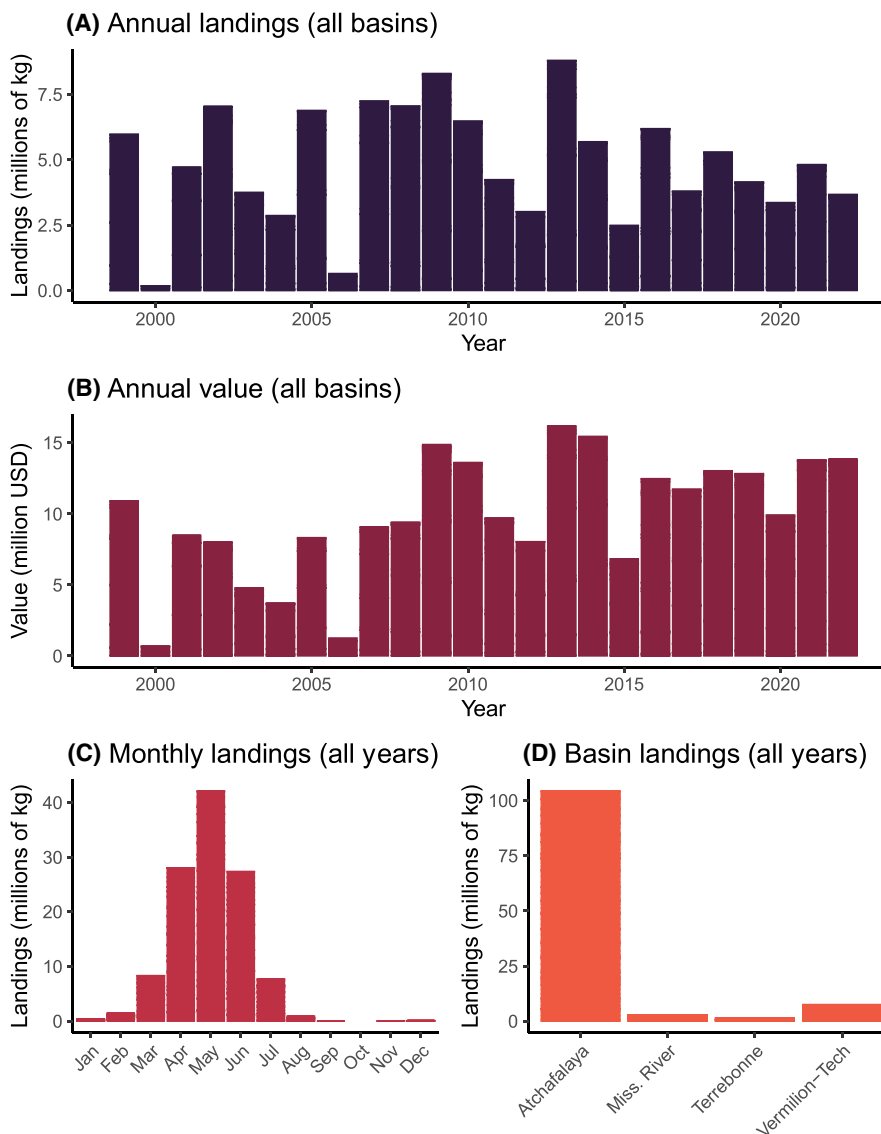 (A) Annual landings (all basins)
Landings (millions of kg)
7.5
5.0
2.5
0.0
2000 2005 2010 2015 2020
Year
(B) Annual value (all basins)
Value (million USD)
15
10
5
0
2000 2005 2010 2015 2020
Year
(C) Monthly landings (all years)
Landings (millions of kg)
40
30
20
10
0
Jan Feb Mar Apr May Jun Jul Aug Sep Oct Nov Dec
(D) Basin landings (all years)
Landings (millions of kg)
100
75
50
25
0
Atchafalaya Miss. River Terrebonne Vermilion−Tech